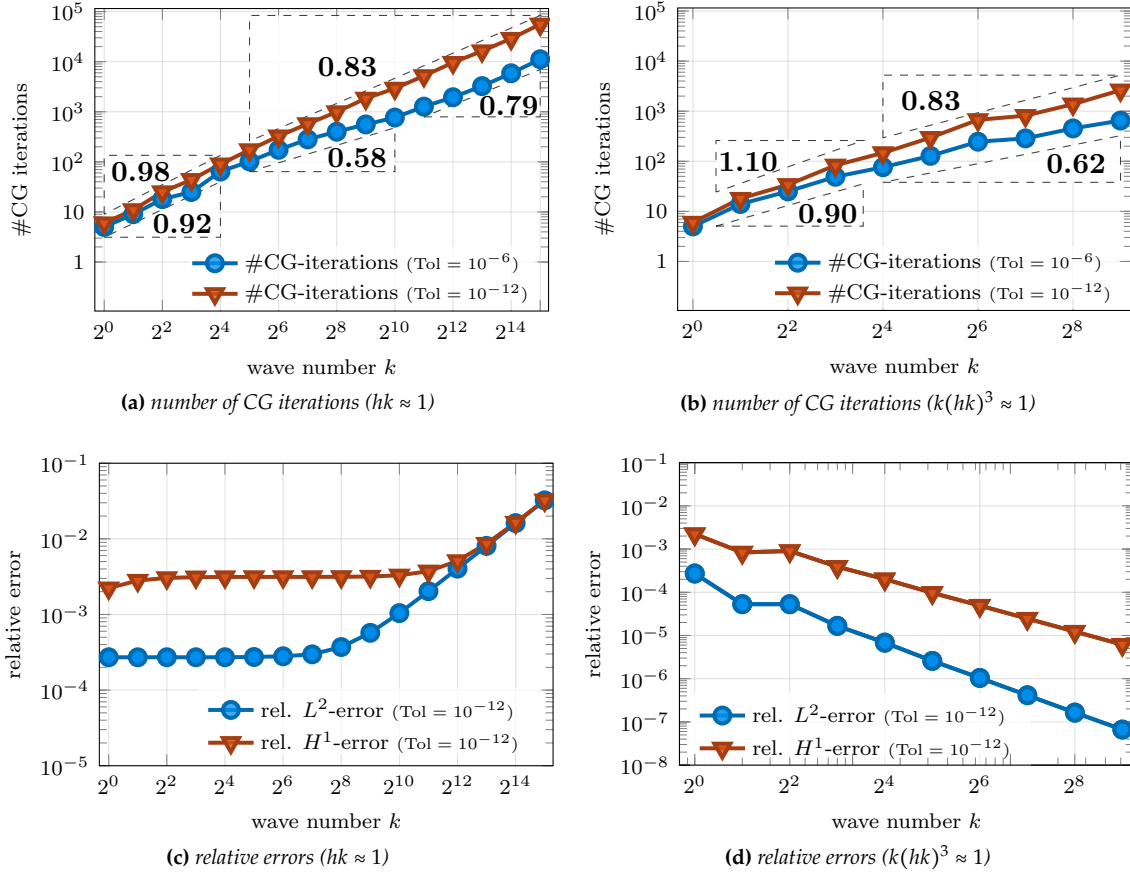 10^5
10^4
10^3
10^2
10
1
#CG iterations
0.83
0.79
0.58
0.98
0.92
#CG-iterations (Tol = 10^-6)
#CG-iterations (Tol = 10^-12)
2^0 2^2 2^4 2^6 2^8 2^10 2^12 2^14
wave number k
(a) number of CG iterations (hk ≈ 1)
10^5
10^4
10^3
10^2
10
1
#CG iterations
0.83
0.62
1.10
0.90
#CG-iterations (Tol = 10^-6)
#CG-iterations (Tol = 10^-12)
2^0 2^2 2^4 2^6 2^8
wave number k
(b) number of CG iterations (k(hk)^3 ≈ 1)
10^-1
10^-2
10^-3
10^-4
10^-5
relative error
rel. L^2-error (Tol = 10^-12)
rel. H^1-error (Tol = 10^-12)
2^0 2^2 2^4 2^6 2^8 2^10 2^12 2^14
wave number k
(c) relative errors (hk ≈ 1)
10^-1
10^-2
10^-3
10^-4
10^-5
10^-6
10^-7
10^-8
relative error
rel. L^2-error (Tol = 10^-12)
rel. H^1-error (Tol = 10^-12)
2^0 2^2 2^4 2^6 2^8
wave number k
(d) relative errors (k(hk)^3 ≈ 1)